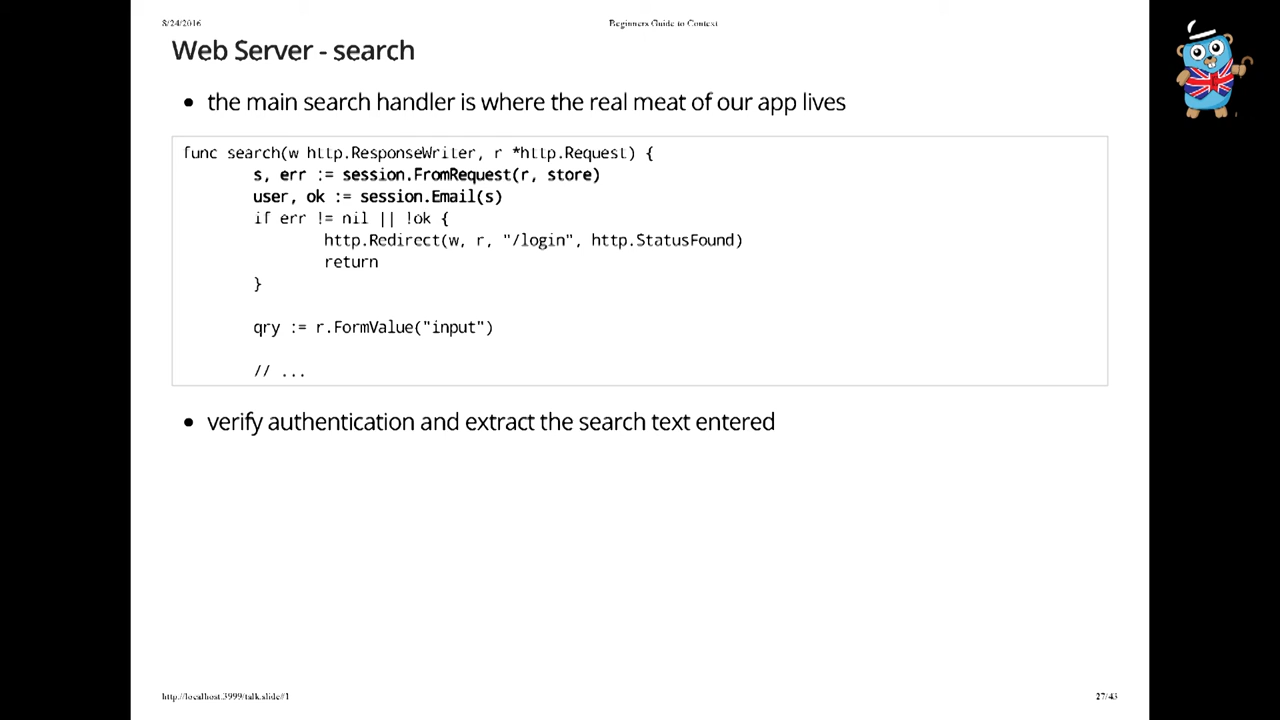 8/24/2016
Beginners Guide to Context
Web Server - search
• the main search handler is where the real meat of our app lives
func search(w http.ResponseWriter, r *http.Request) {
        s, err := session.FromRequest(r, store)
        user, ok := session.Email(s)
        if err != nil || !ok {
                http.Redirect(w, r, "/login", http.StatusFound)
                return
        }
        qry := r.FormValue("input")
        // ...
• verify authentication and extract the search text entered
http://localhost:3999/talk.slide#1
27/43